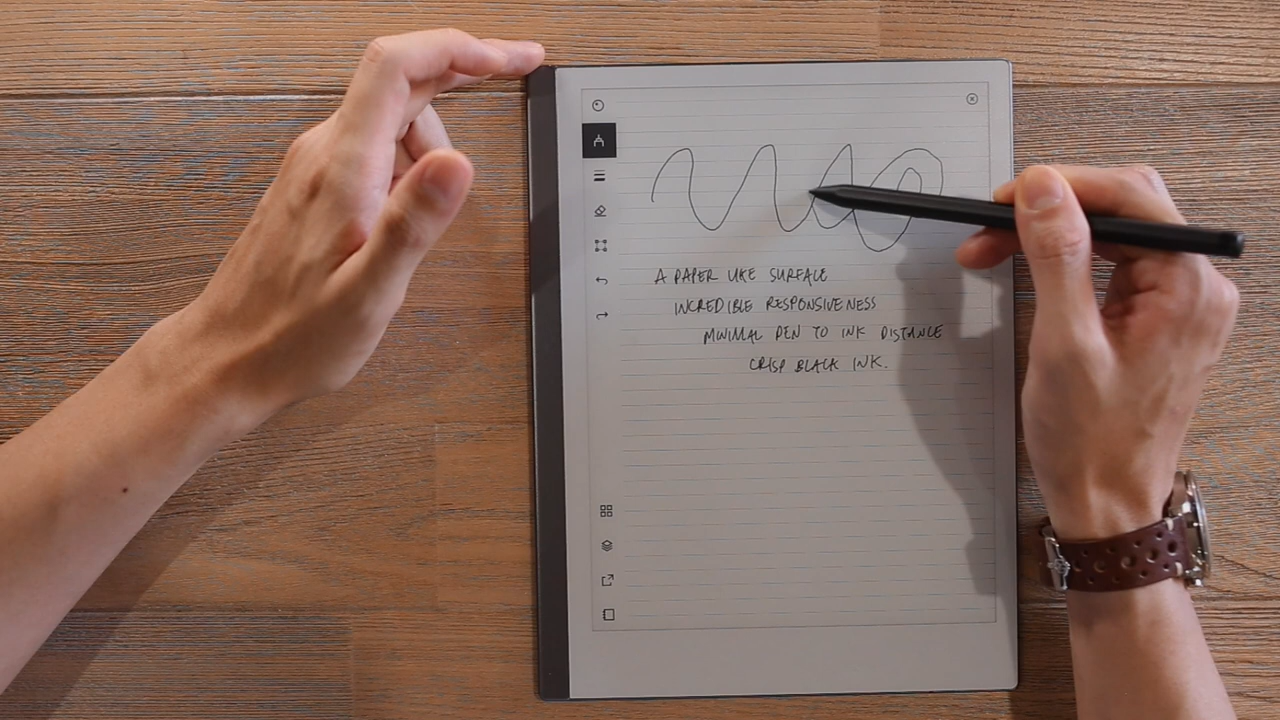 A PAPER LIKE SURFACE
INCREDIBLE RESPONSIVENESS
MINIMAL PEN TO INK DISTANCE
CRISP BLACK INK.